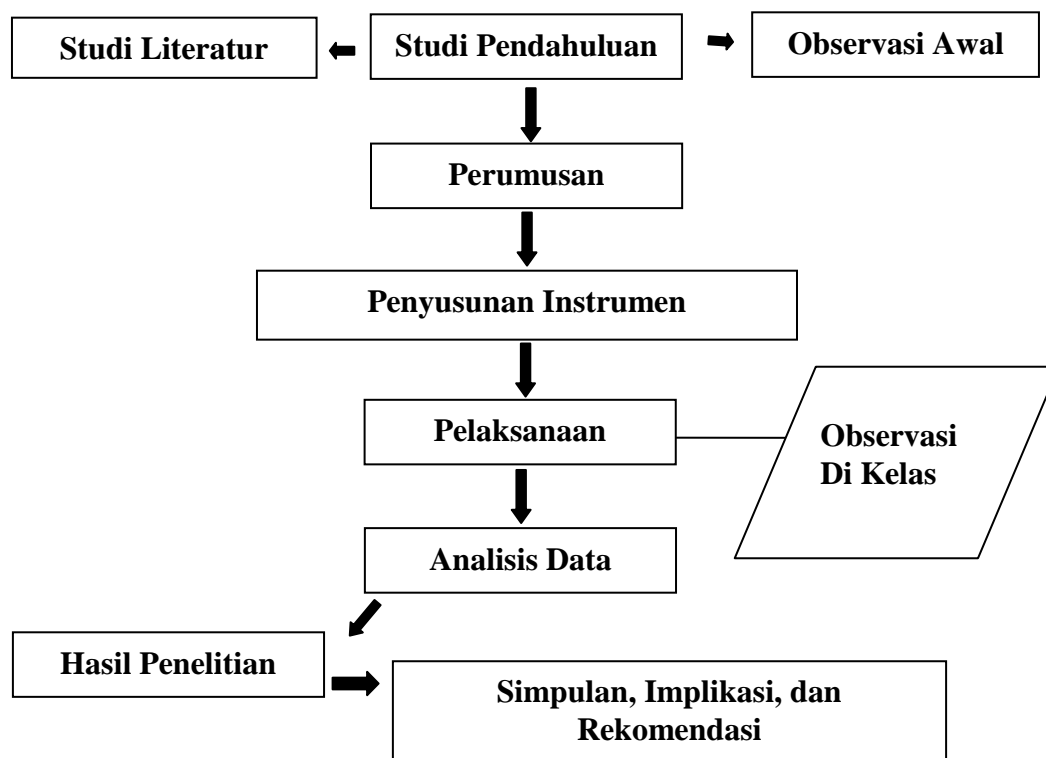 Studi Literatur
Studi Pendahuluan
Observasi Awal
Perumusan
Penyusunan Instrumen
Pelaksanaan
Observasi
Di Kelas
Analisis Data
Hasil Penelitian
Simpulan, Implikasi, dan
Rekomendasi